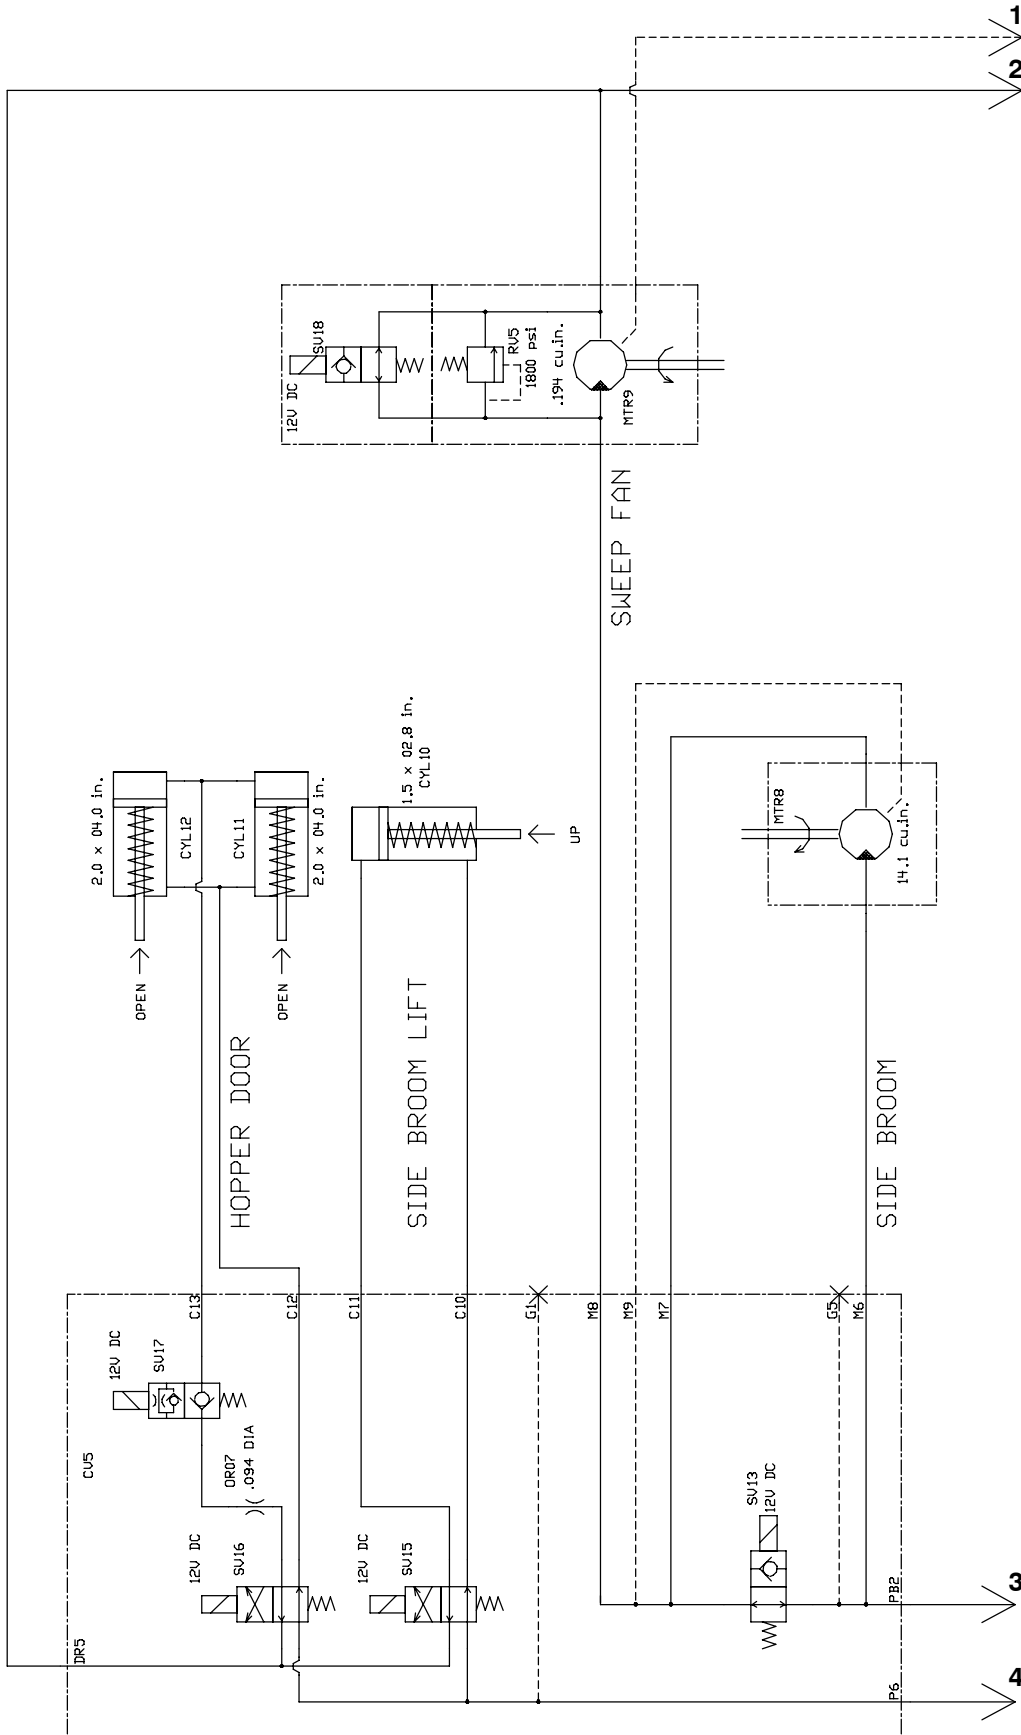 1
2
SV18
12V DC
RV5
1800 psi
.194 cu.in.
MTR9
SWEEP FAN
2.0 x 04.0 in.
CYL12
CYL11
2.0 x 04.0 in.
1.5 x 02.8 in.
CYL10
UP
OPEN
OPEN
MTR8
14.1 cu.in.
HOPPER DOOR
SIDE BROOM LIFT
SIDE BROOM
C13
C12
C11
C10
G1
M8
M9
M7
G5
M6
12V DC
SV17
CV5
OR07
.094 DIA
12V DC
SV16
12V DC
SV15
SV13
12V DC
DR5
PB2
3
P6
4